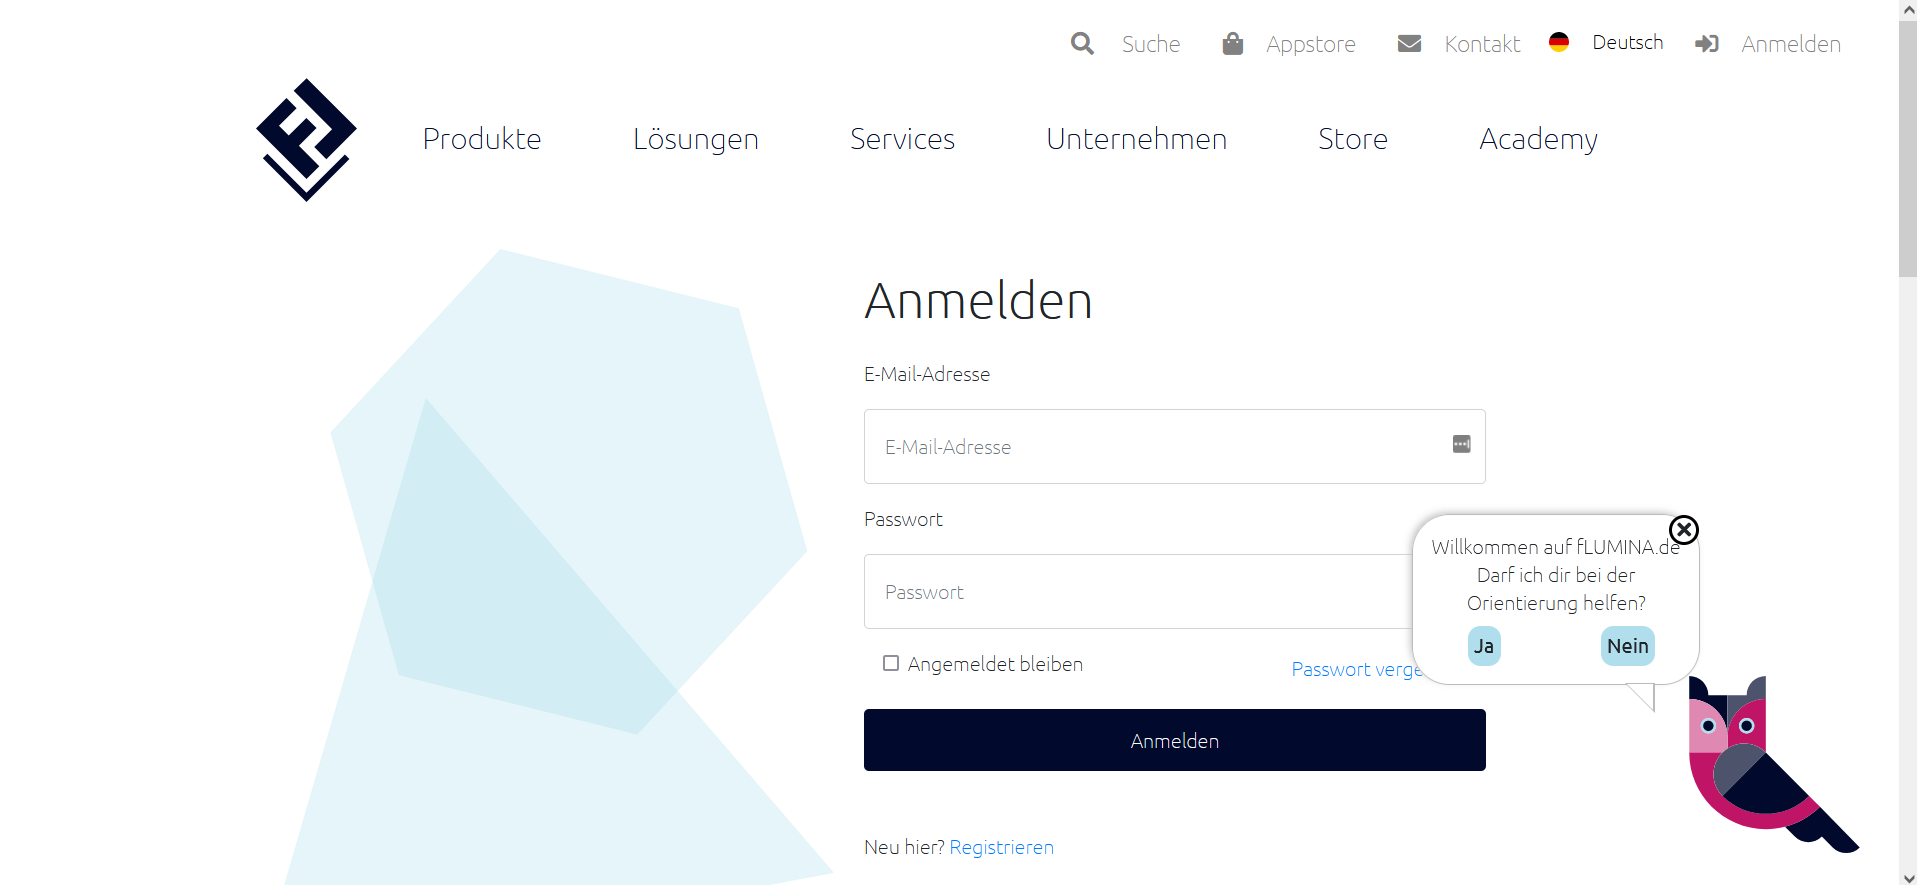 Suche Appstore Kontakt Deutsch Anmelden
Produkte Lösungen Services Unternehmen Store Academy
Anmelden
E-Mail-Adresse
E-Mail-Adresse
Passwort
Passwort
Angemeldet bleiben
Passwort
Anmelden
Neu hier? Registrieren
Willkommen auf fLUMINA.de
Darf ich dir bei der
Orientierung helfen?
Ja Nein